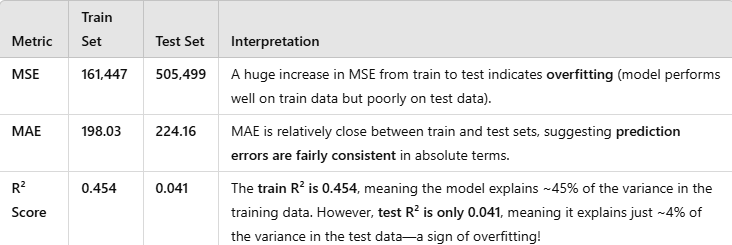 Metric Train Set Test Set Interpretation
MSE 161,447 505,499 A huge increase in MSE from train to test indicates overfitting (model performs
well on train data but poorly on test data).
MAE 198.03 224.16 MAE is relatively close between train and test sets, suggesting prediction
errors are fairly consistent in absolute terms.
R² Score 0.454 0.041 The train R² is 0.454, meaning the model explains ~45% of the variance in the
training data. However, test R² is only 0.041, meaning it explains just ~4% of
the variance in the test data—a sign of overfitting!